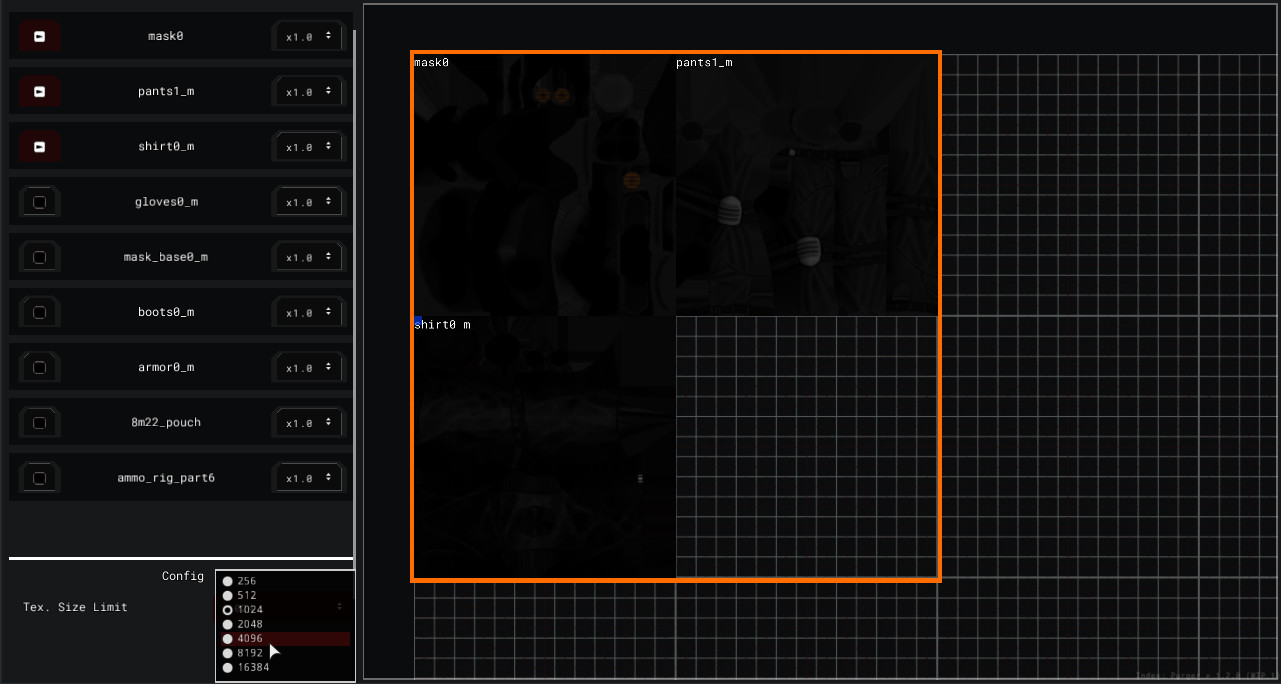 mask0 x1.0
pants1_m x1.0
shirt0_m x1.0
gloves0_m x1.0
mask_base0_m x1.0
boots0_m x1.0
armor0_m x1.0
8m22_pouch x1.0
ammo_rig_part6 x1.0
Config
Tex. Size Limit
256
512
1024
2048
4096
8192
16384
mask0
pants1_m
shirt0 m